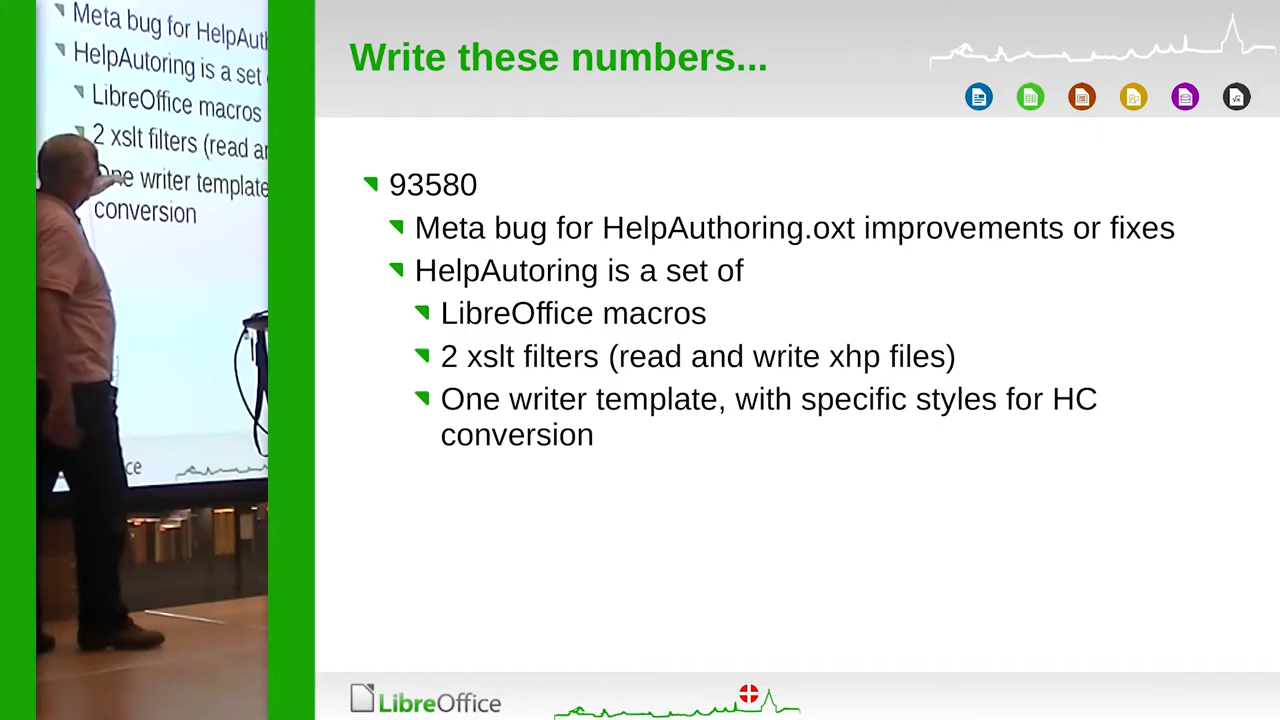 Meta bug for HelpAuth
HelpAutoring is a set
LibreOffice macros
2 xslt filters (read
One writer template
conversion
ce
Write these numbers...
93580
Meta bug for HelpAuthoring.oxt improvements or fixes
HelpAutoring is a set of
LibreOffice macros
2 xslt filters (read and write xhp files)
One writer template, with specific styles for HC
conversion
LibreOffice